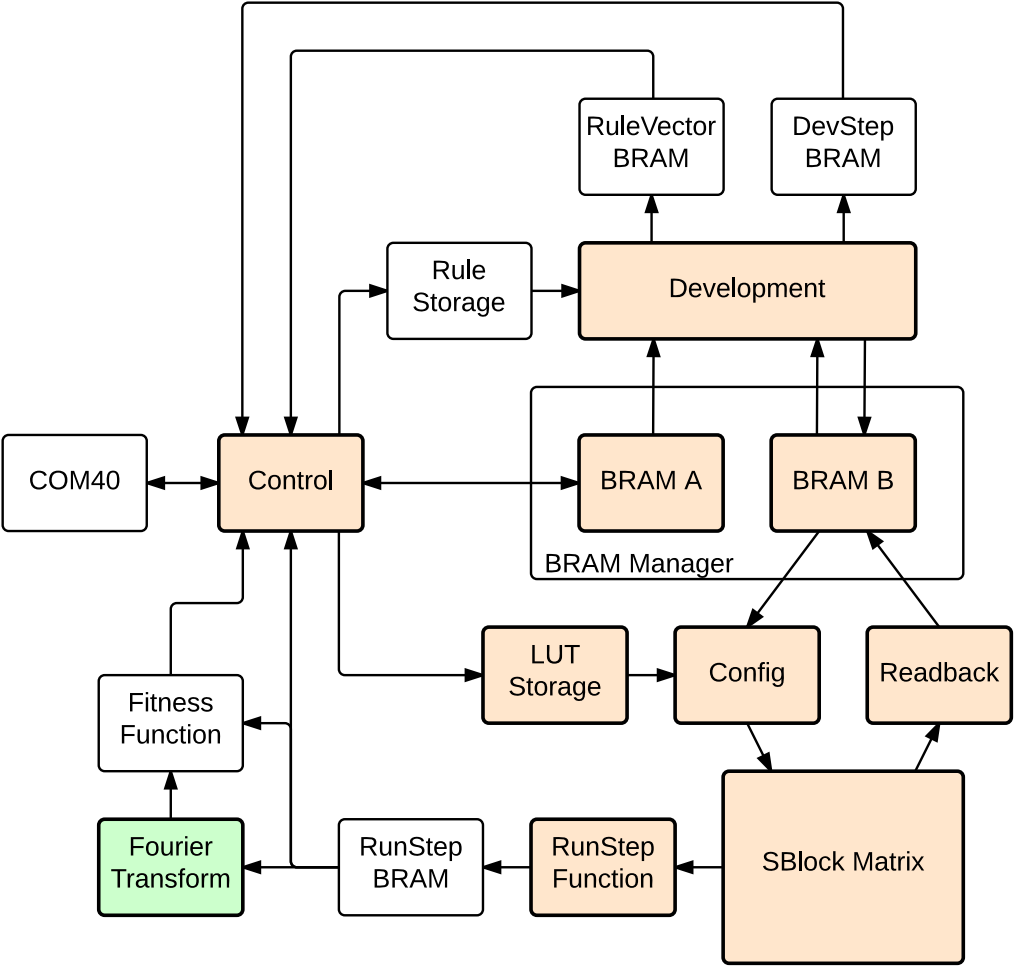 RuleVector
BRAM
DevStep
BRAM
Rule
Storage
Development
COM40
Control
BRAM A
BRAM B
BRAM Manager
LUT
Storage
Config
Readback
Fitness
Function
Fourier
Transform
RunStep
BRAM
RunStep
Function
SBlock Matrix